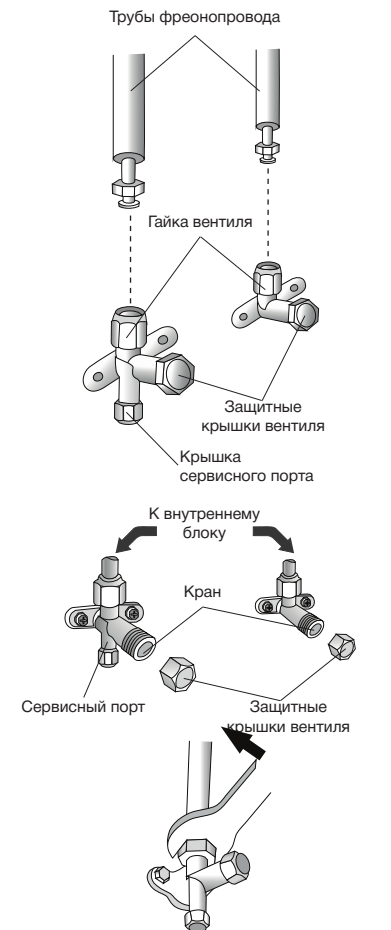 Трубы фреонопровода
Гайка вентиля
Защитные
крышки вентиля
Крышка
сервисного порта
К внутреннему
блоку
Кран
Сервисный порт
Защитные
крышки вентиля